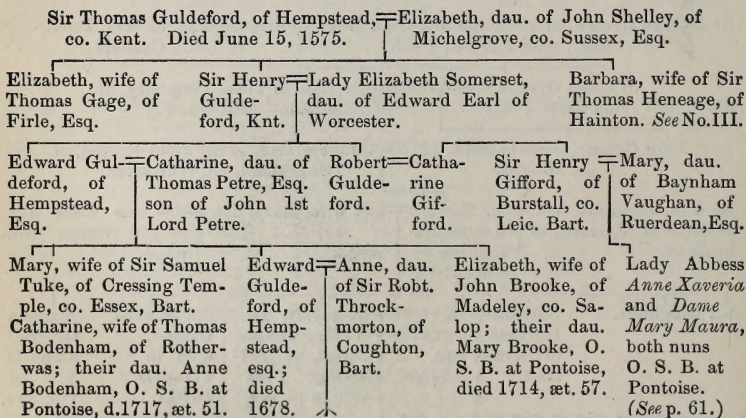 Sir Thomas Guldeford, of Hempstead,
co. Kent. Died June 15, 1575.
Elizabeth, dau. of John Shelley, of
Michelgrove, co. Sussex, Esq.
Elizabeth, wife of
Thomas Gage, of
Firle, Esq.
Sir Henry
Gulde-
ford, Knt.
Lady Elizabeth Somerset,
dau. of Edward Earl of
Worcester.
Barbara, wife of Sir
Thomas Heneage, of
Hainton. See No.III.
Edward Gul-
deford, of
Hempstead,
Esq.
Catharine, dau. of
Thomas Petre, Esq.
son of John 1st
Lord Petre.
Robert
Gulde-
ford.
Catha-
rine
Gif-
ford.
Sir Henry
Gifford, of
Burstall, co.
Leic. Bart.
Mary, dau.
of Baynham
Vaughan, of
Ruerdean, Esq.
Mary, wife of Sir Samuel
Tuke, of Cressing Tem-
ple, co. Essex, Bart.
Catharine, wife of Thomas
Bodenham, of Rother-
was; their dau. Anne
Bodenham, O. S. B. at
Pontoise, d.1717, æt. 51.
Edward
Gulde-
ford, of
Hemp-
stead,
esq.;
died
1678.
Anne, dau.
of Sir Robt.
Throck-
morton, of
Coughton,
Bart.
Elizabeth, wife of
John Brooke, of
Madeley, co. Sa-
lop; their dau.
Mary Brooke, O.
S. B. at Pontoise,
died 1714, æt. 57.
Lady Abbess
Anne Xaveria
and Dame
Mary Maura,
both nuns
O. S. B. at
Pontoise.
(See p. 61.)